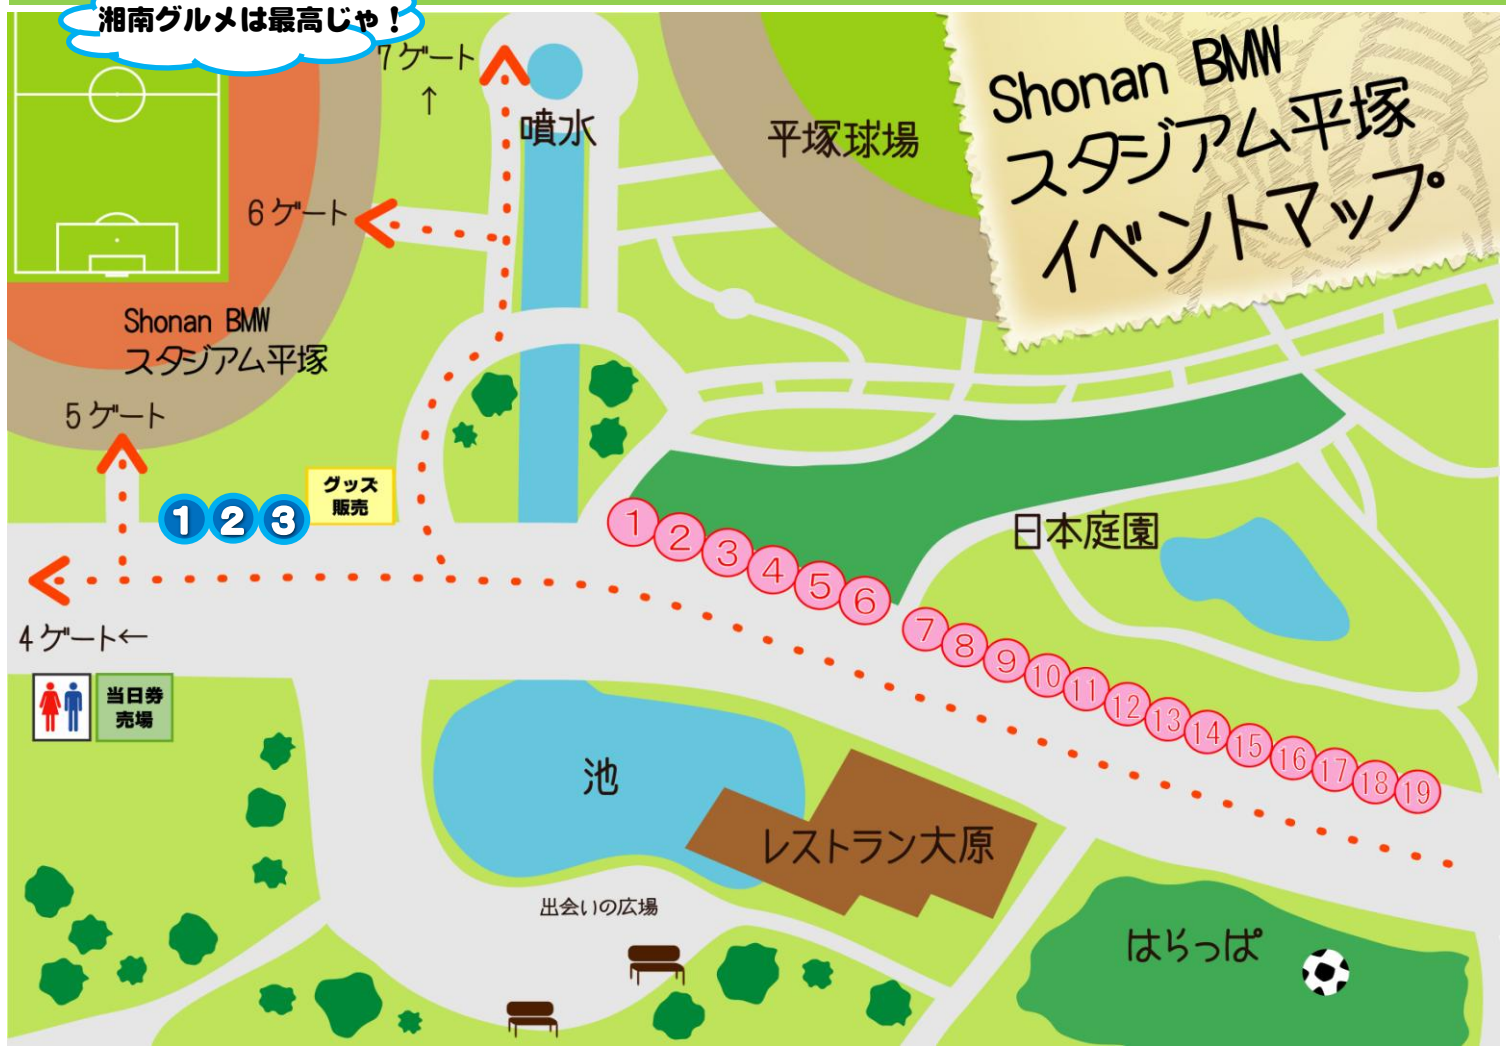 湘南グルメは最高じゃ！
Shonan BMW
スタジアム平塚
イベントマップ
7ゲート
↑
噴水
平塚球場
6ゲート
Shonan BMW
スタジアム平塚
5ゲート
グッズ
販売
1 2 3
1 2 3 4 5 6
日本庭園
7 8 9 10 11 12 13 14 15 16 17 18 19
4ゲート←
当日券
売場
池
レストラン大原
出会いの広場
はらっぱ